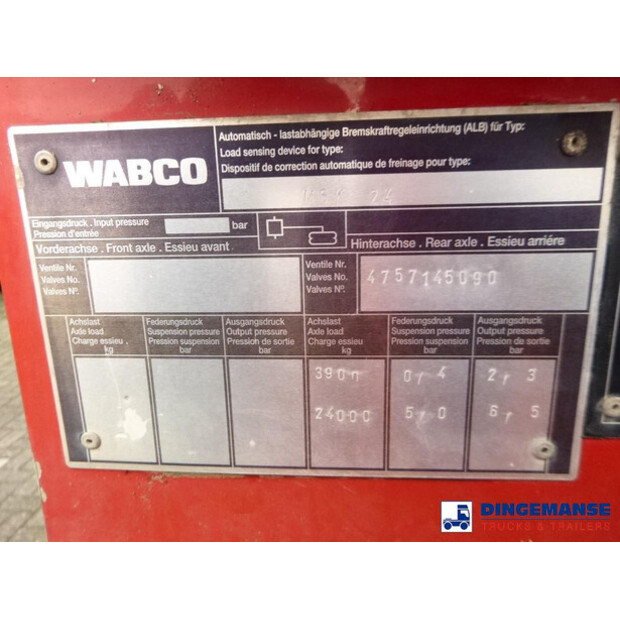 WABCO
Automatisch - lastabhängige Bremskraftregeleinrichtung (ALB) für Typ:
Load sensing device for type:
Dispositif de correction automatique de freinage pour type:
Eingangsdruck . Input pressure
Pression d'entrée
bar
Vorderachse . Front axle . Essieu avant
Hinterachse . Rear axle . Essieu arriére
Ventile Nr.
Valves No.
Valves Nº.
Ventile Nr.
Valves No.
Valves Nº.
4757145090
Achslast
Axle load
Charge essieu .
kg
Federungsdruck
Suspension pressure
Pression suspension
bar
Ausgangsdruck
Output pressure
Pression de sortie
bar
Achslast
Axle load
Charge essieu
kg
Federungsdruck
Suspension pressure
Pression suspension
bar
Ausgangsdruck
Output pressure
Pression de sortie
bar
3900 0,4 2,3
24000 5,0 6,5
DINGEMANSE
TRUCKS & TRAILERS